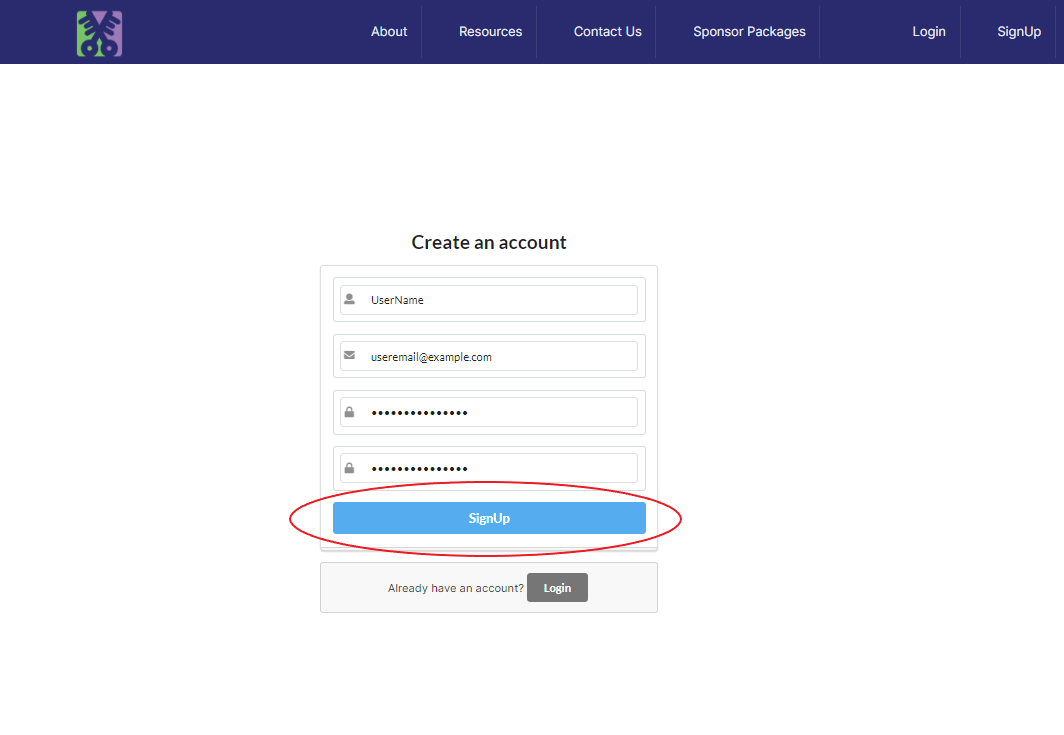 About Resources Contact Us Sponsor Packages Login SignUp
Create an account
UserName
useremail@example.com
•••••••••••••••
•••••••••••••••
SignUp
Already have an account? Login